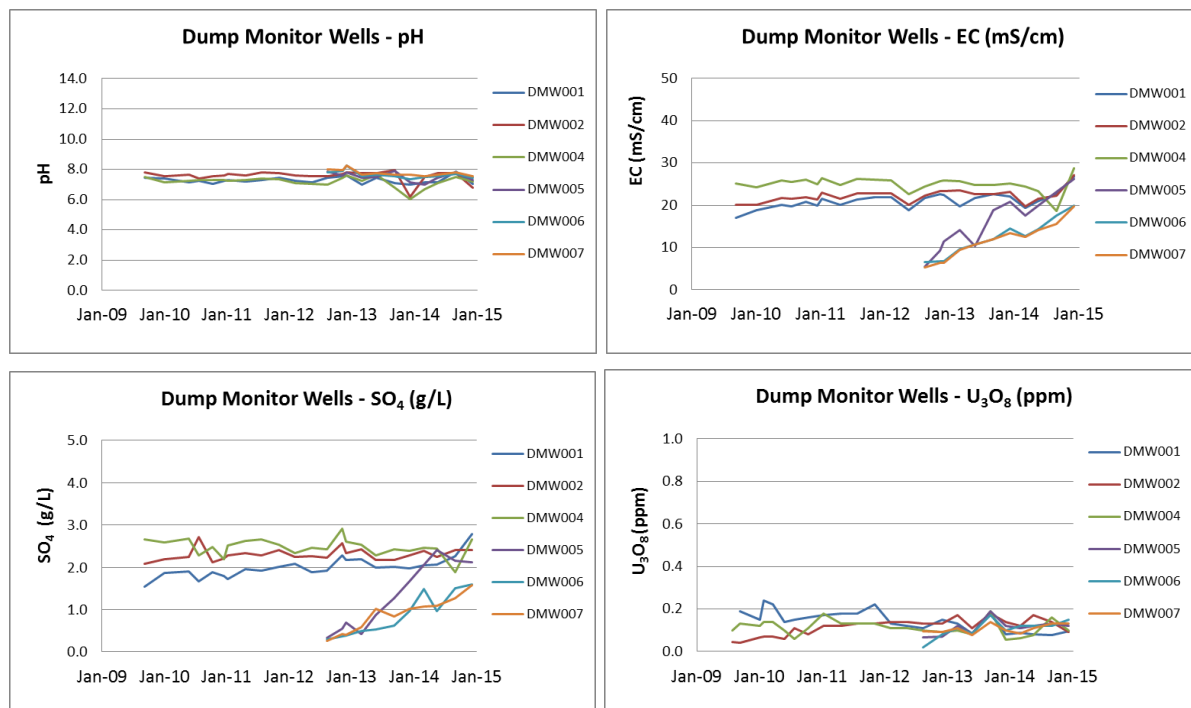 Dump Monitor Wells - pH
pH
14.0
12.0
10.0
8.0
6.0
4.0
2.0
0.0
Jan-09 Jan-10 Jan-11 Jan-12 Jan-13 Jan-14 Jan-15
DMW001
DMW002
DMW004
DMW005
DMW006
DMW007
Dump Monitor Wells - EC (mS/cm)
EC (mS/cm)
50
40
30
20
10
0
Jan-09 Jan-10 Jan-11 Jan-12 Jan-13 Jan-14 Jan-15
DMW001
DMW002
DMW004
DMW005
DMW006
DMW007
Dump Monitor Wells - SO₄ (g/L)
SO₄ (g/L)
5.0
4.0
3.0
2.0
1.0
0.0
Jan-09 Jan-10 Jan-11 Jan-12 Jan-13 Jan-14 Jan-15
DMW001
DMW002
DMW004
DMW005
DMW006
DMW007
Dump Monitor Wells - U₃O₈ (ppm)
U₃O₈ (ppm)
1.0
0.8
0.6
0.4
0.2
0.0
Jan-09 Jan-10 Jan-11 Jan-12 Jan-13 Jan-14 Jan-15
DMW001
DMW002
DMW004
DMW005
DMW006
DMW007